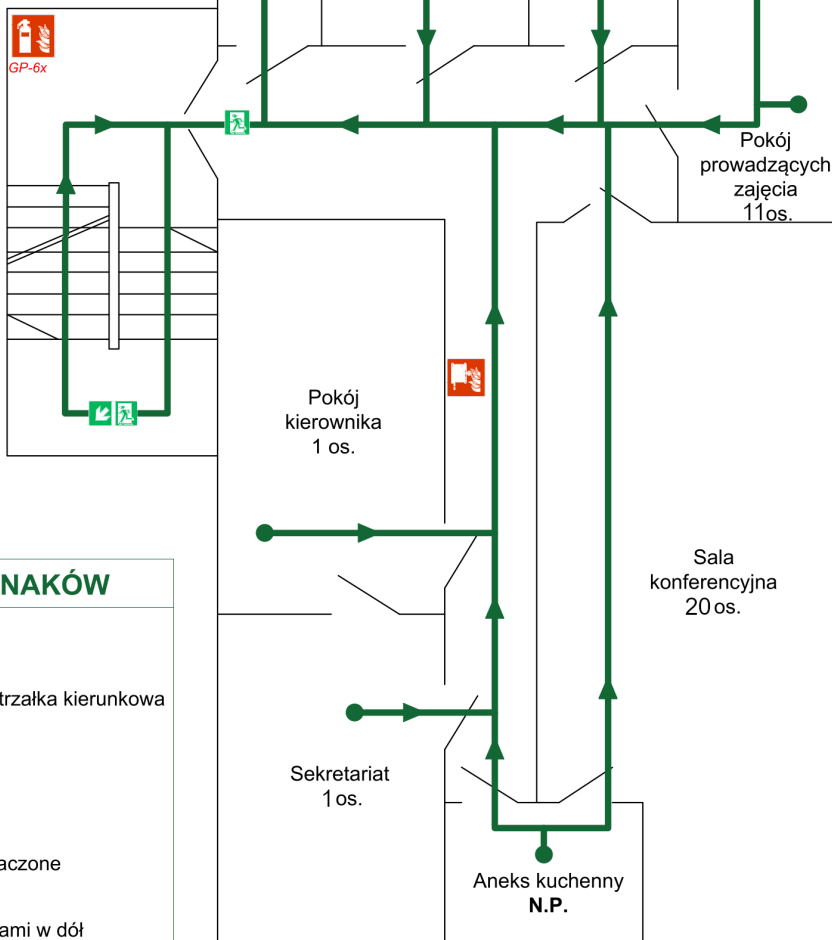 GP-6x
Pokój
prowadzących
zajęcia
11os.
Pokój
kierownika
1 os.
Sala
konferencyjna
20os.
NAKÓW
trzałka kierunkowa
Sekretariat
1os.
aczone
Aneks kuchenny
N.P.
ami w dół